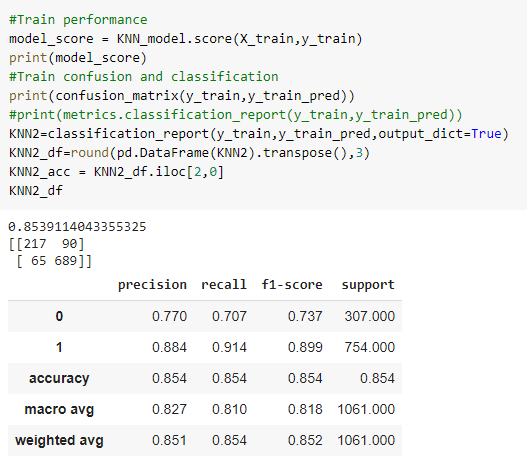 #Train performance
model_score = KNN_model.score(X_train,y_train)
print(model_score)
#Train confusion and classification
print(confusion_matrix(y_train,y_train_pred))
#print(metrics.classification_report(y_train,y_train_pred))
KNN2=classification_report(y_train,y_train_pred,output_dict=True)
KNN2_df=round(pd.DataFrame(KNN2).transpose(),3)
KNN2_acc = KNN2_df.iloc[2,0]
KNN2_df
0.8539114043355325
[[217  90]
 [ 65 689]]
precision recall f1-score support
0 0.770 0.707 0.737 307.000
1 0.884 0.914 0.899 754.000
accuracy 0.854 0.854 0.854 0.854
macro avg 0.827 0.810 0.818 1061.000
weighted avg 0.851 0.854 0.852 1061.000